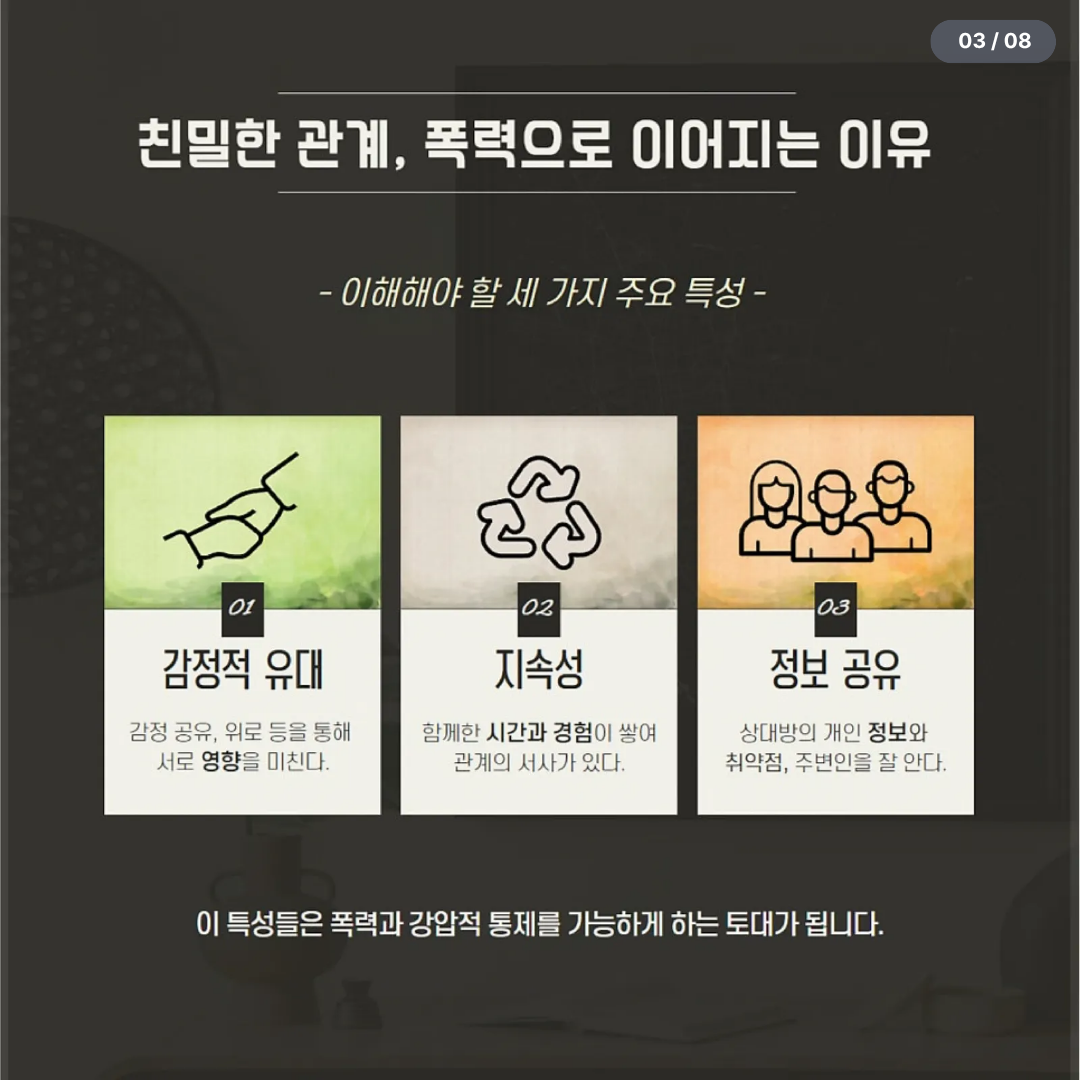 03 / 08
친밀한 관계, 폭력으로 이어지는 이유
- 이해해야 할 세 가지 주요 특성 -
01
감정적 유대
감정 공유, 위로 등을 통해
서로 영향을 미친다.
02
지속성
함께한 시간과 경험이 쌓여
관계의 서사가 있다.
03
정보 공유
상대방의 개인 정보와
취약점, 주변인을 잘 안다.
이 특성들은 폭력과 강압적 통제를 가능하게 하는 토대가 됩니다.